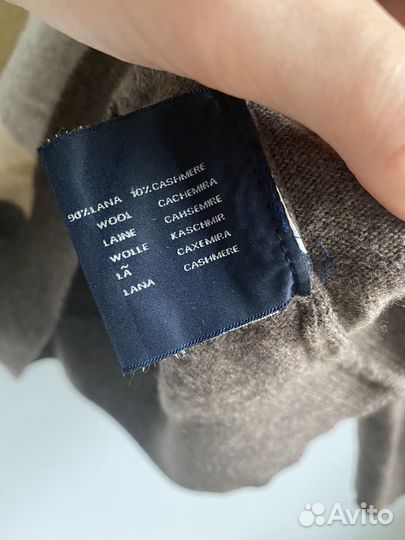 90%LANA 10%CASHMERE
WOOL CACHEMIRA
LAINE CAHSEMIRE
WOLLE KASCHMIR
LÃ CAXEMIRA
LANA CASHMERE
Avito